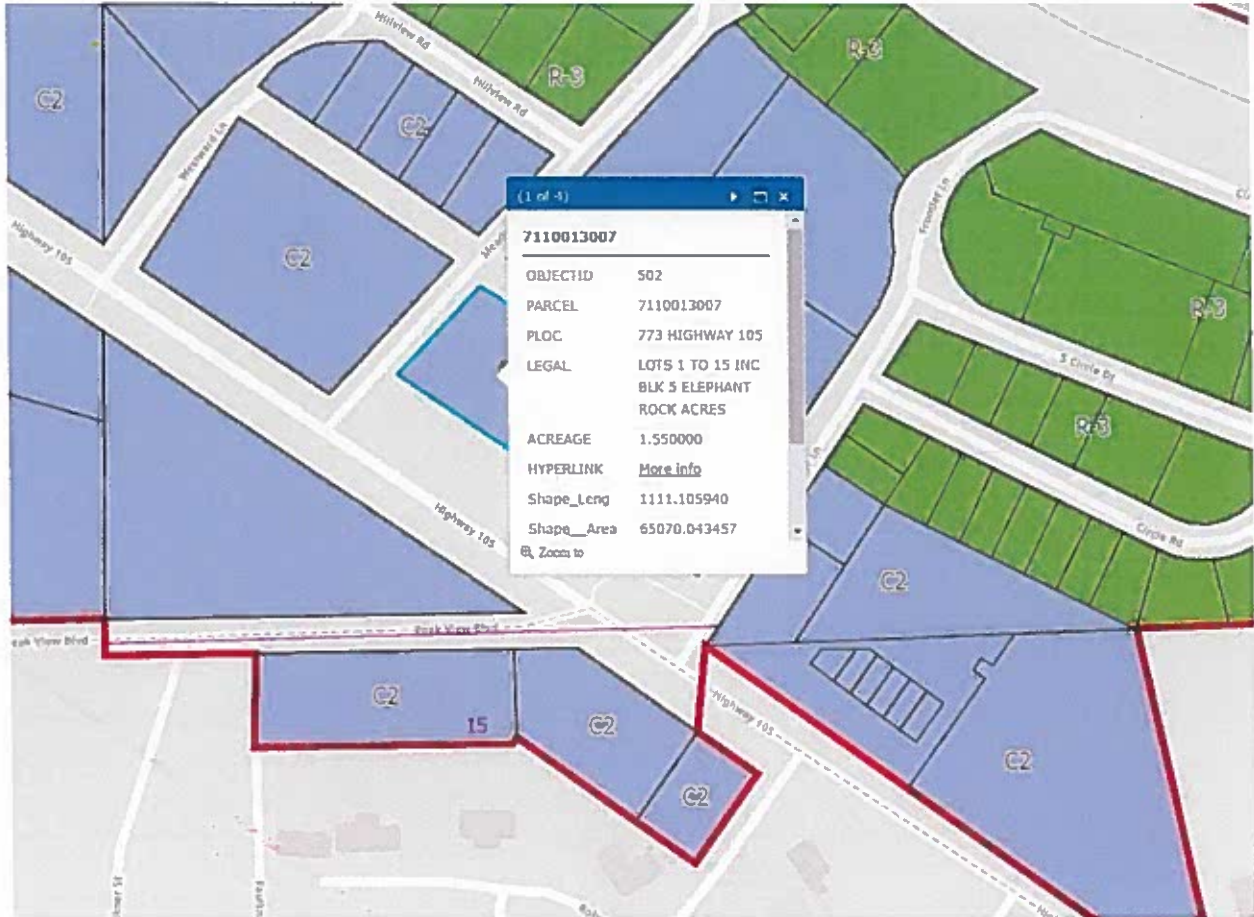 Hillview Rd
R-3
R-3
C2
Hillview Rd
C2
Westward Ln
(1 of 4)
7110013007
Highway 105
C2
Frontier Ln
OBJECTID 502
PARCEL 7110013007
R-3
PLOC 773 HIGHWAY 105
LEGAL LOTS 1 TO 15 INC
BLK 5 ELEPHANT
ROCK ACRES
S Circle Dr
R-3
ACREAGE 1.550000
HYPERLINK More info
Shape_Leng 1111.105940
Highway 105
Shape__Area 65070.043457
Circle Rd
Zoom to
C2
Peak View Blvd
C2
15
C2
Highway 105
C2
C2